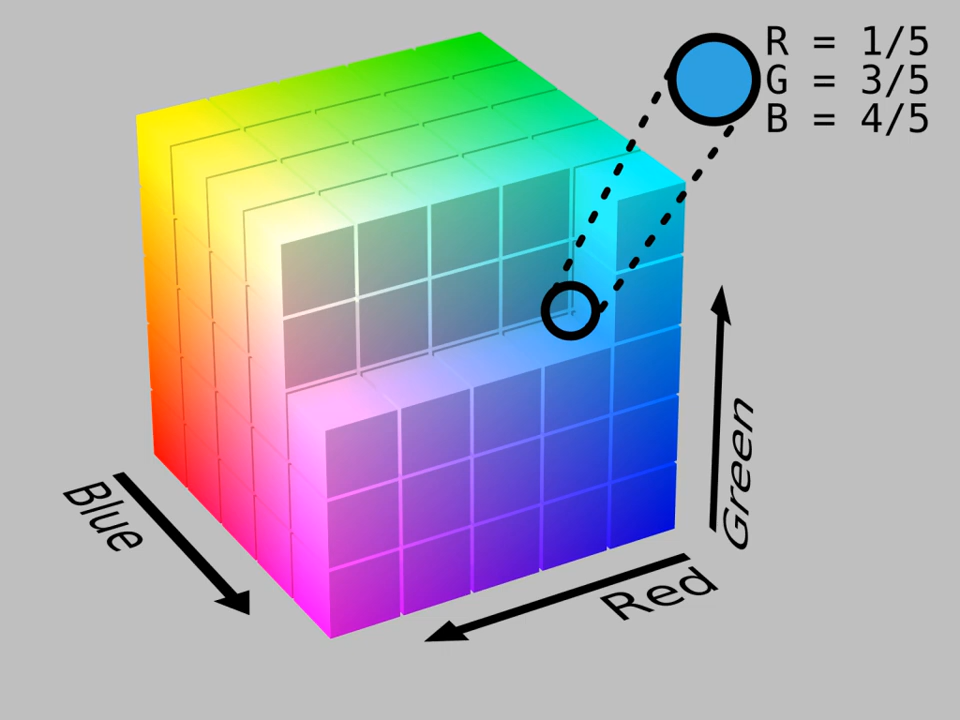 R = 1/5
G = 3/5
B = 4/5
Blue
Green
Red